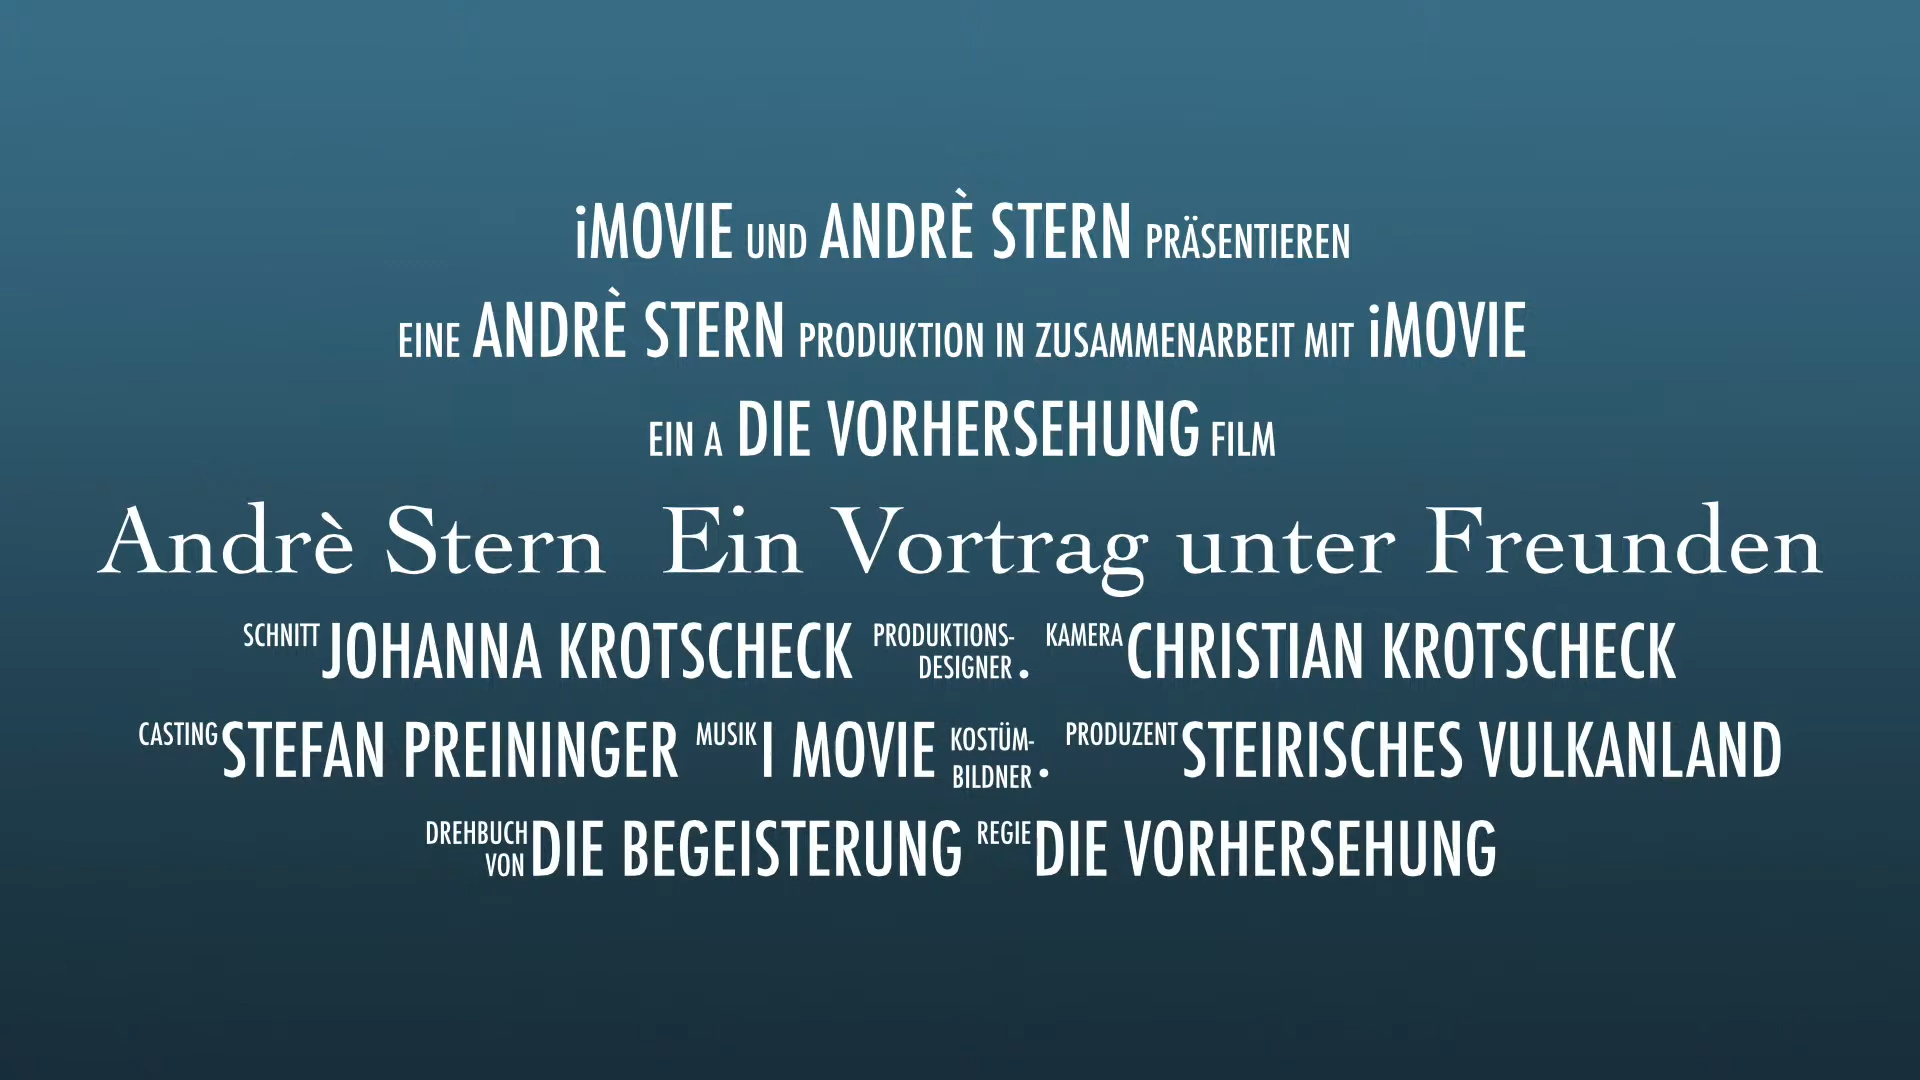 iMOVIE UND ANDRÈ STERN PRÄSENTIEREN
EINE ANDRÈ STERN PRODUKTION IN ZUSAMMENARBEIT MIT iMOVIE
EIN A DIE VORHERSEHUNG FILM
Andrè Stern  Ein Vortrag unter Freunden
SCHNITT JOHANNA KROTSCHECK PRODUKTIONS-DESIGNER . KAMERA CHRISTIAN KROTSCHECK
CASTING STEFAN PREININGER MUSIK I MOVIE KOSTÜM-BILDNER . PRODUZENT STEIRISCHES VULKANLAND
DREHBUCH VON DIE BEGEISTERUNG REGIE DIE VORHERSEHUNG